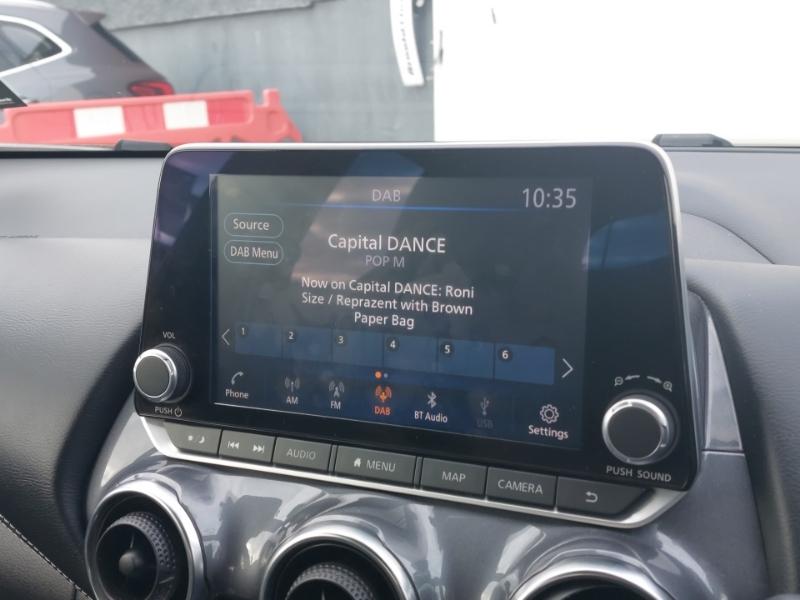 DAB
10:35
Source
DAB Menu
Capital DANCE
POP M
Now on Capital DANCE: Roni
Size / Reprazent with Brown
Paper Bag
1 2 3 4 5 6
Phone AM FM DAB BT Audio USB Settings
VOL
PUSH
PUSH SOUND
AUDIO MENU MAP CAMERA